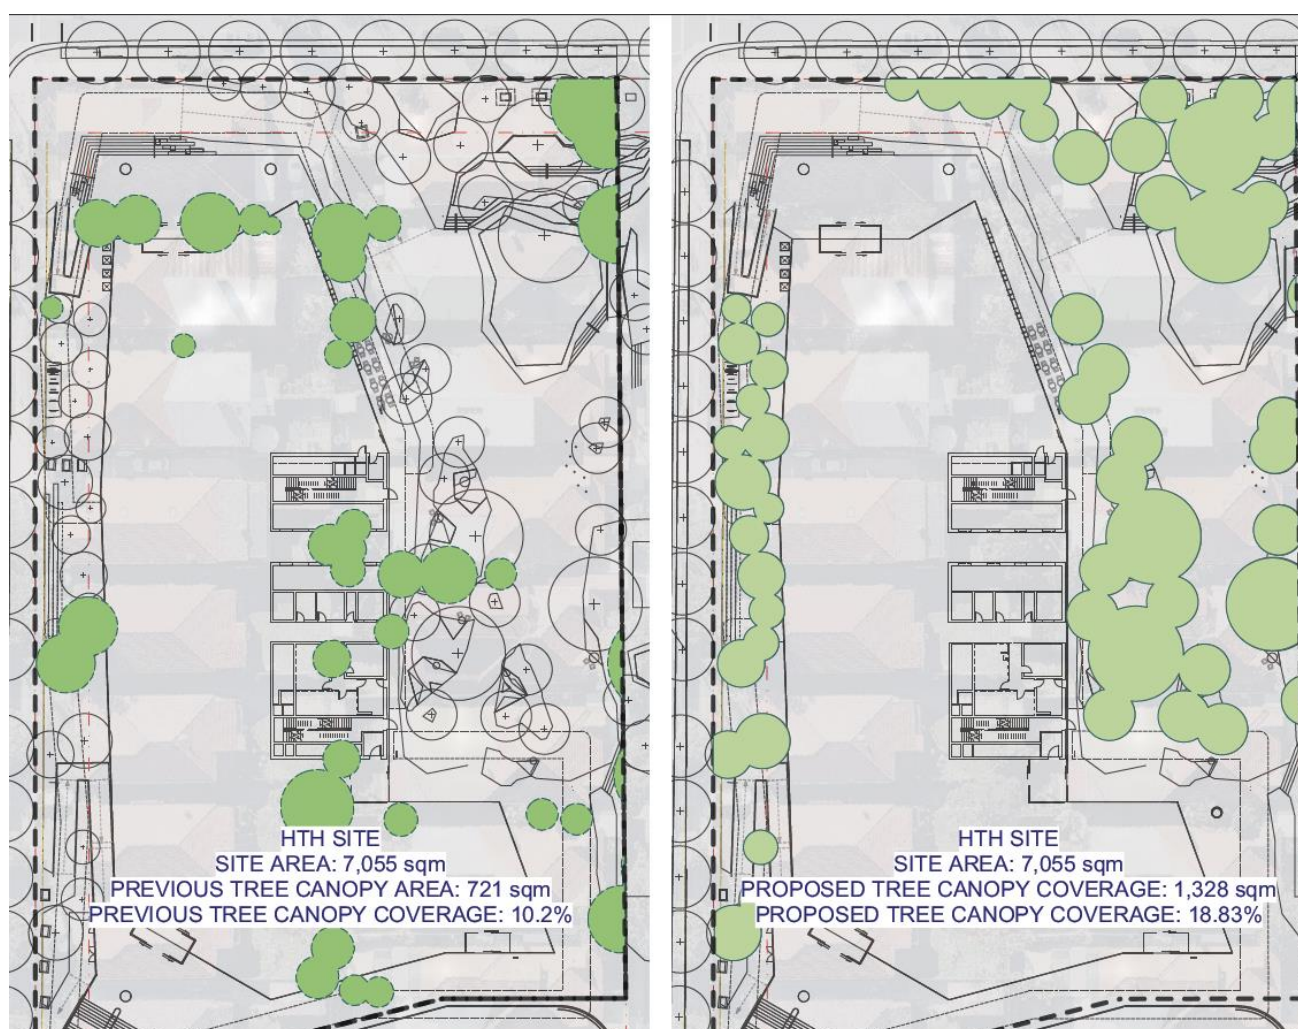 HTH SITE
SITE AREA: 7,055 sqm
PREVIOUS TREE CANOPY AREA: 721 sqm
PREVIOUS TREE CANOPY COVERAGE: 10.2%
HTH SITE
SITE AREA: 7,055 sqm
PROPOSED TREE CANOPY COVERAGE: 1,328 sqm
PROPOSED TREE CANOPY COVERAGE: 18.83%